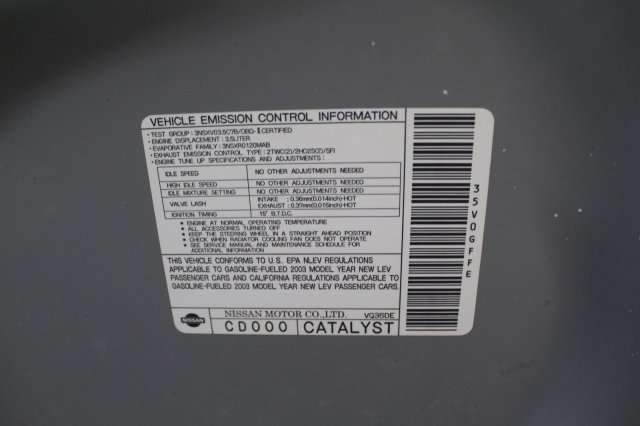 VEHICLE EMISSION CONTROL INFORMATION
• TEST GROUP : 3NSXV03.5C7B/OBD-II CERTIFIED
• ENGINE DISPLACEMENT : 3.5LITER
• EVAPORATIVE FAMILY : 3NSXR0120MAB
• EXHAUST EMISSION CONTROL TYPE : 2TWC(2)/2HO2S(2)/SFI
• ENGINE TUNE UP SPECIFICATIONS AND ADJUSTMENTS :
IDLE SPEED NO OTHER ADJUSTMENTS NEEDED
HIGH IDLE SPEED NO OTHER ADJUSTMENTS NEEDED
IDLE MIXTURE SETTING NO OTHER ADJUSTMENTS NEEDED
VALVE LASH INTAKE : 0.36mm(0.014inch)-HOT
EXHAUST : 0.37mm(0.015inch)-HOT
IGNITION TIMING 15° B.T.D.C.
★ ENGINE AT NORMAL OPERATING TEMPERATURE
★ ALL ACCESSORIES TURNED OFF
★ KEEP THE STEERING WHEEL IN A STRAIGHT AHEAD POSITION
★ CHECK WHEN RADIATOR COOLING FAN DOES NOT OPERATE
★ SEE SERVICE MANUAL AND MAINTENANCE SCHEDULE FOR
ADDITIONAL INFORMATION
THIS VEHICLE CONFORMS TO U.S. EPA NLEV REGULATIONS
APPLICABLE TO GASOLINE-FUELED 2003 MODEL YEAR NEW LEV
PASSENGER CARS AND CALIFORNIA REGULATIONS APPLICABLE TO
GASOLINE-FUELED 2003 MODEL YEAR NEW LEV PASSENGER CARS.
NISSAN
NISSAN MOTOR CO.,LTD. VQ35DE
CD000 CATALYST
35V0GFFE